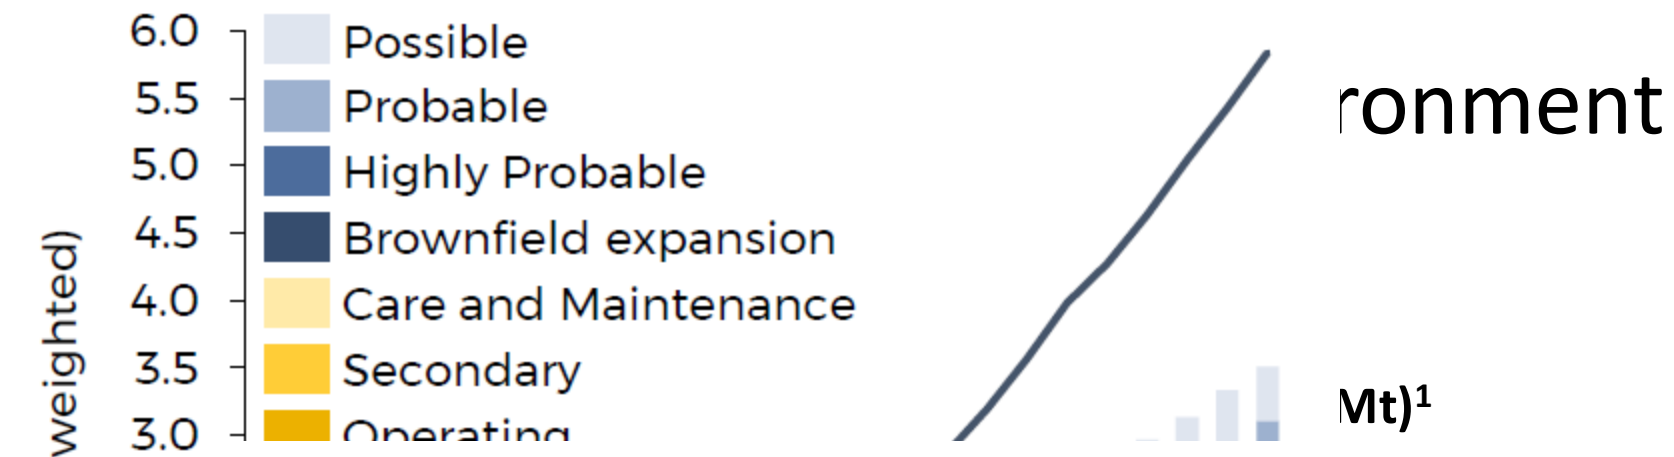 6.0 Possible
5.5 Probable
ronment
5.0 Highly Probable
4.5 Brownfield expansion
4.0 Care and Maintenance
3.5 Secondary
Mt)¹
3.0 Operating
weighted)